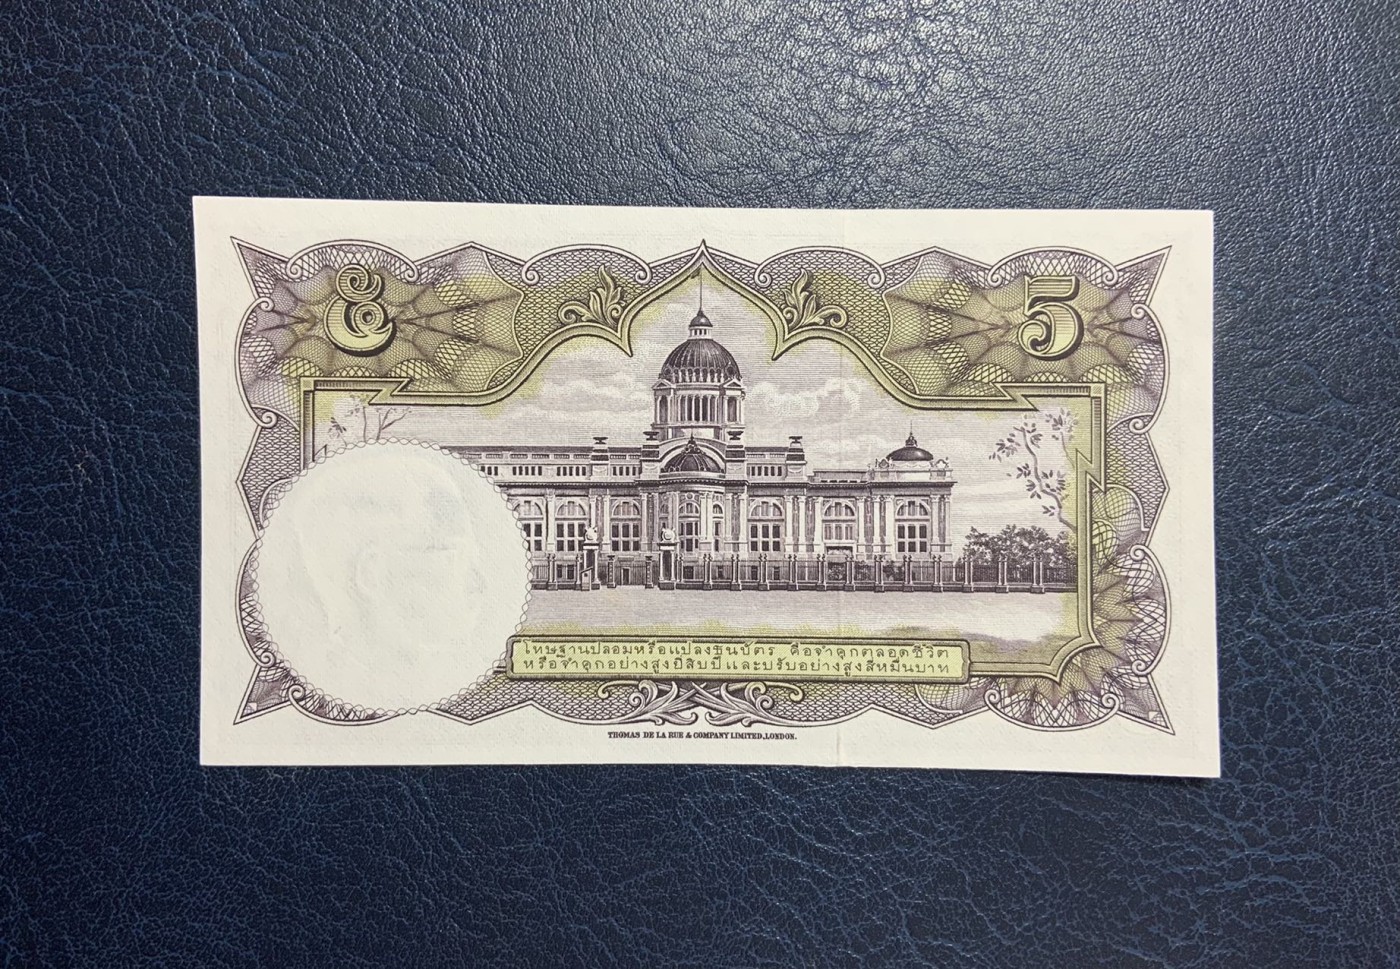 ๕ 5
โทษฐานปลอมหรือแปลงธนบัตร คือจำคุกตลอดชีวิต
หรือจำคุกอย่างสูงยี่สิบปีและปรับอย่างสูงสี่หมื่นบาท
THOMAS DE LA RUE & COMPANY LIMITED, LONDON.